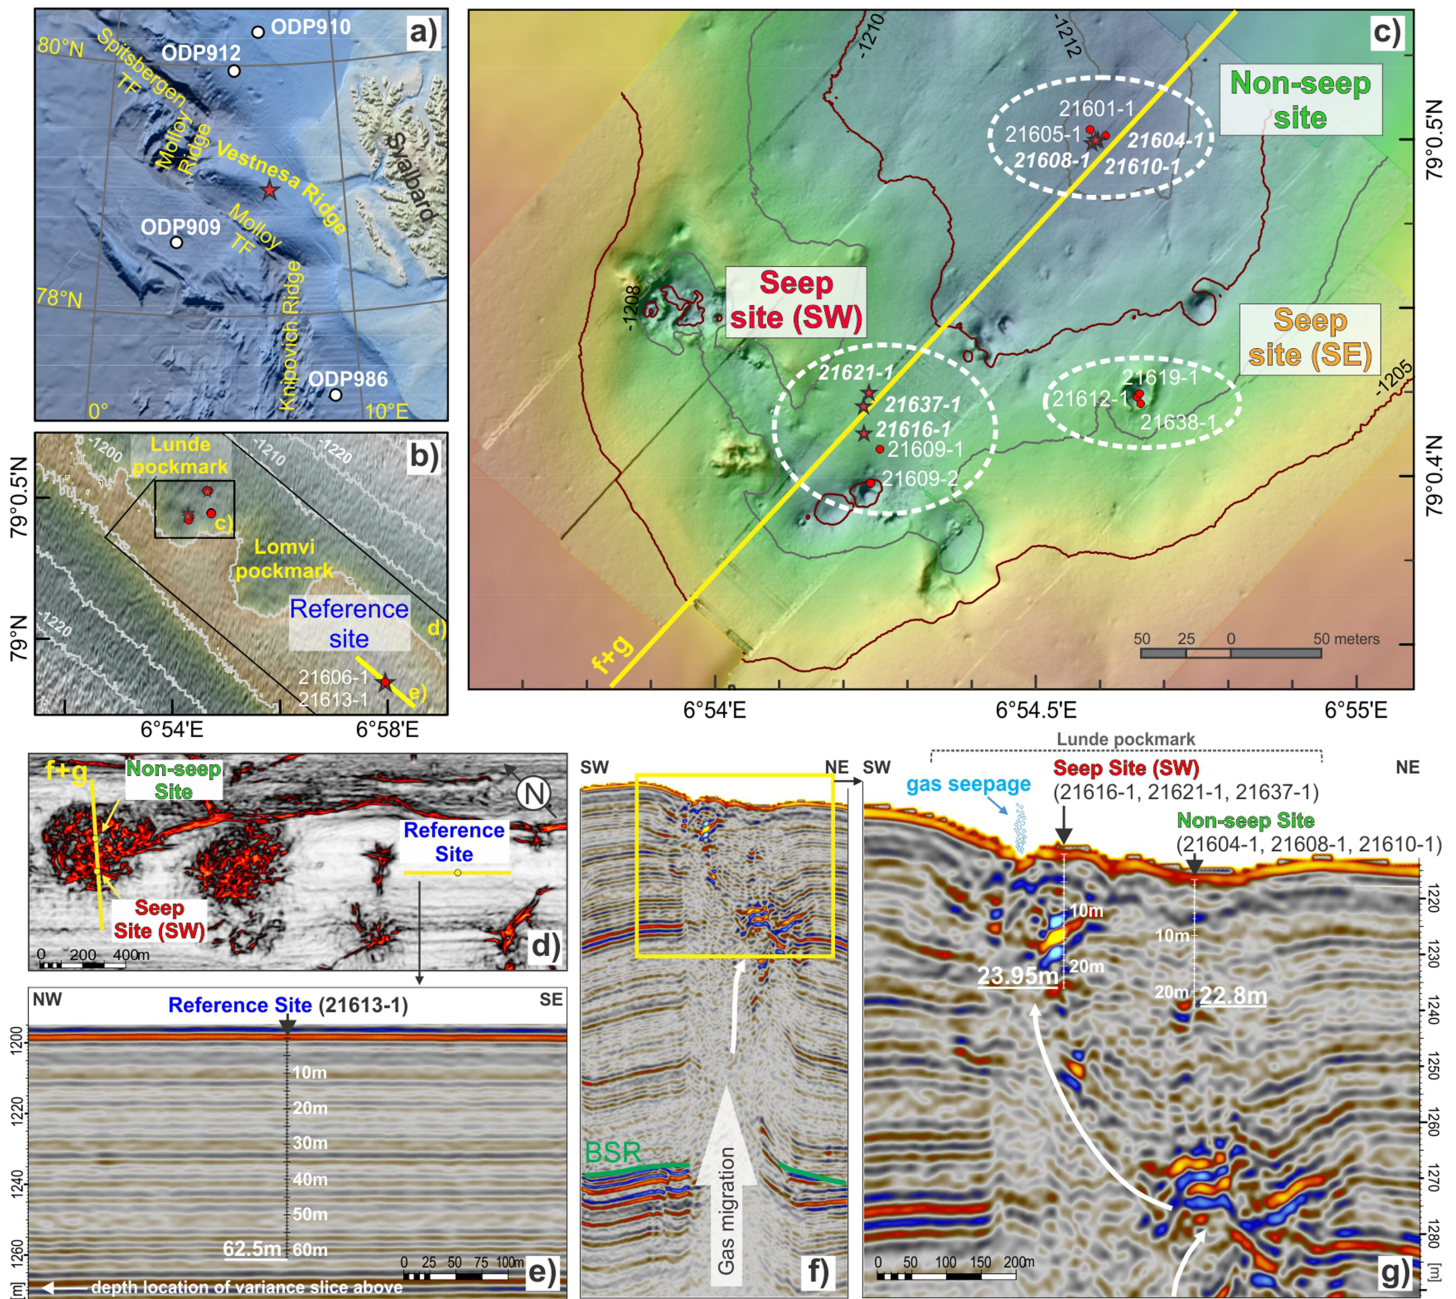 a)
ODP910
80°N
ODP912
Spitsbergen
TF
Molloy
Ridge
Vestnesa Ridge
Svalbard
ODP909
Molloy
TF
78°N
Knipovich Ridge
ODP986
0°
10°E
b)
-1200
-1210
-1220
Lunde
pockmark
c)
79°0.5'N
Lomvi
pockmark
Reference
site
d)
79°N
-1220
21606-1
21613-1
e)
6°54'E
6°58'E
c)
-1210
-1212
Non-seep
site
21601-1
21605-1
21604-1
21608-1
21610-1
79°0.5'N
Seep
site (SW)
-1208
Seep
site (SE)
-1205
21621-1
21637-1
21616-1
21609-1
21609-2
21619-1
21612-1
21638-1
79°0.4'N
f+g
50 25 0 50 meters
6°54'E
6°54.5'E
6°55'E
f+g
Non-seep
Site
N
Reference
Site
Seep
Site (SW)
0 200 400m
d)
NW
SE
Reference Site (21613-1)
1200
1220
1240
1260
[m]
10m
20m
30m
40m
50m
62.5m
60m
0 25 50 75 100m
e)
depth location of variance slice above
SW
NE
BSR
Gas migration
f)
Lunde pockmark
SW
NE
Seep Site (SW)
(21616-1, 21621-1, 21637-1)
gas seepage
Non-seep SIte
(21604-1, 21608-1, 21610-1)
10m
20m
23.95m
10m
20m
22.8m
1220
1230
1240
1250
1260
1270
1280
[m]
0 50 100 150 200m
g)